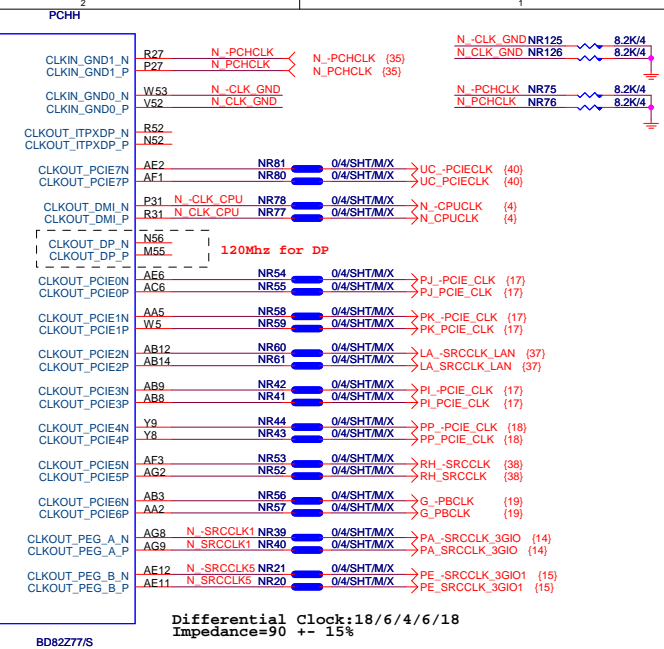 2
1
PCHH
N_-CLK_GND NR125 8.2K/4
N_CLK_GND NR126 8.2K/4
CLKIN_GND1_N R27 N_-PCHCLK N_-PCHCLK {35}
CLKIN_GND1_P P27 N_PCHCLK N_PCHCLK {35}
N_-PCHCLK NR75 8.2K/4
N_PCHCLK NR76 8.2K/4
CLKIN_GND0_N W53 N_-CLK_GND
CLKIN_GND0_P V52 N_CLK_GND
CLKOUT_ITPXDP_N R52
CLKOUT_ITPXDP_P N52
CLKOUT_PCIE7N AE2 NR81 0/4/SHT/M/X UC_-PCIECLK {40}
CLKOUT_PCIE7P AF1 NR80 0/4/SHT/M/X UC_PCIECLK {40}
CLKOUT_DMI_N P31 N_-CLK_CPU NR78 0/4/SHT/M/X N_-CPUCLK {4}
CLKOUT_DMI_P R31 N_CLK_CPU NR77 0/4/SHT/M/X N_CPUCLK {4}
CLKOUT_DP_N N56
CLKOUT_DP_P M55
120Mhz for DP
CLKOUT_PCIE0N AE6 NR54 0/4/SHT/M/X PJ_-PCIE_CLK {17}
CLKOUT_PCIE0P AC6 NR55 0/4/SHT/M/X PJ_PCIE_CLK {17}
CLKOUT_PCIE1N AA5 NR58 0/4/SHT/M/X PK_-PCIE_CLK {17}
CLKOUT_PCIE1P W5 NR59 0/4/SHT/M/X PK_PCIE_CLK {17}
CLKOUT_PCIE2N AB12 NR60 0/4/SHT/M/X LA_-SRCCLK_LAN {37}
CLKOUT_PCIE2P AB14 NR61 0/4/SHT/M/X LA_SRCCLK_LAN {37}
CLKOUT_PCIE3N AB9 NR42 0/4/SHT/M/X PI_-PCIE_CLK {17}
CLKOUT_PCIE3P AB8 NR41 0/4/SHT/M/X PI_PCIE_CLK {17}
CLKOUT_PCIE4N Y9 NR44 0/4/SHT/M/X PP_-PCIE_CLK {18}
CLKOUT_PCIE4P Y8 NR43 0/4/SHT/M/X PP_PCIE_CLK {18}
CLKOUT_PCIE5N AF3 NR53 0/4/SHT/M/X RH_-SRCCLK {38}
CLKOUT_PCIE5P AG2 NR52 0/4/SHT/M/X RH_SRCCLK {38}
CLKOUT_PCIE6N AB3 NR56 0/4/SHT/M/X G_-PBCLK {19}
CLKOUT_PCIE6P AA2 NR57 0/4/SHT/M/X G_PBCLK {19}
CLKOUT_PEG_A_N AG8 N_-SRCCLK1 NR39 0/4/SHT/M/X PA_-SRCCLK_3GIO {14}
CLKOUT_PEG_A_P AG9 N_SRCCLK1 NR40 0/4/SHT/M/X PA_SRCCLK_3GIO {14}
CLKOUT_PEG_B_N AE12 N_-SRCCLK5 NR21 0/4/SHT/M/X PE_-SRCCLK_3GIO1 {15}
CLKOUT_PEG_B_P AE11 N_SRCCLK5 NR20 0/4/SHT/M/X PE_SRCCLK_3GIO1 {15}
Differential Clock:18/6/4/6/18
Impedance=90 +- 15%
BD82Z77/S